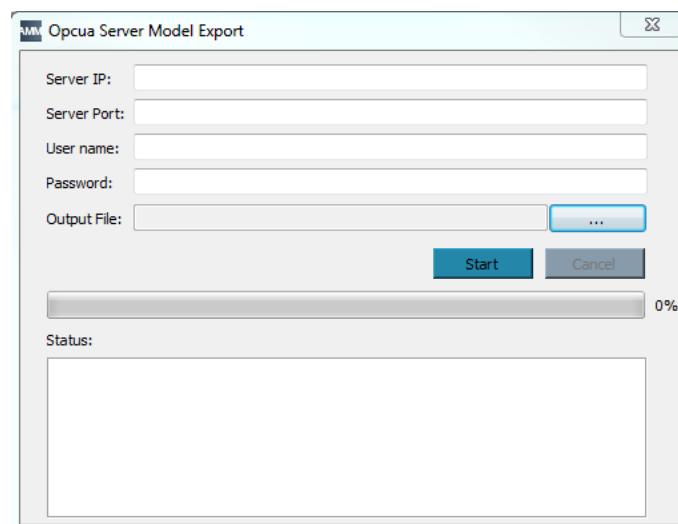 AMM Opcua Server Model Export
Server IP:
Server Port:
User name:
Password:
Output File: ...
Start Cancel
0%
Status: